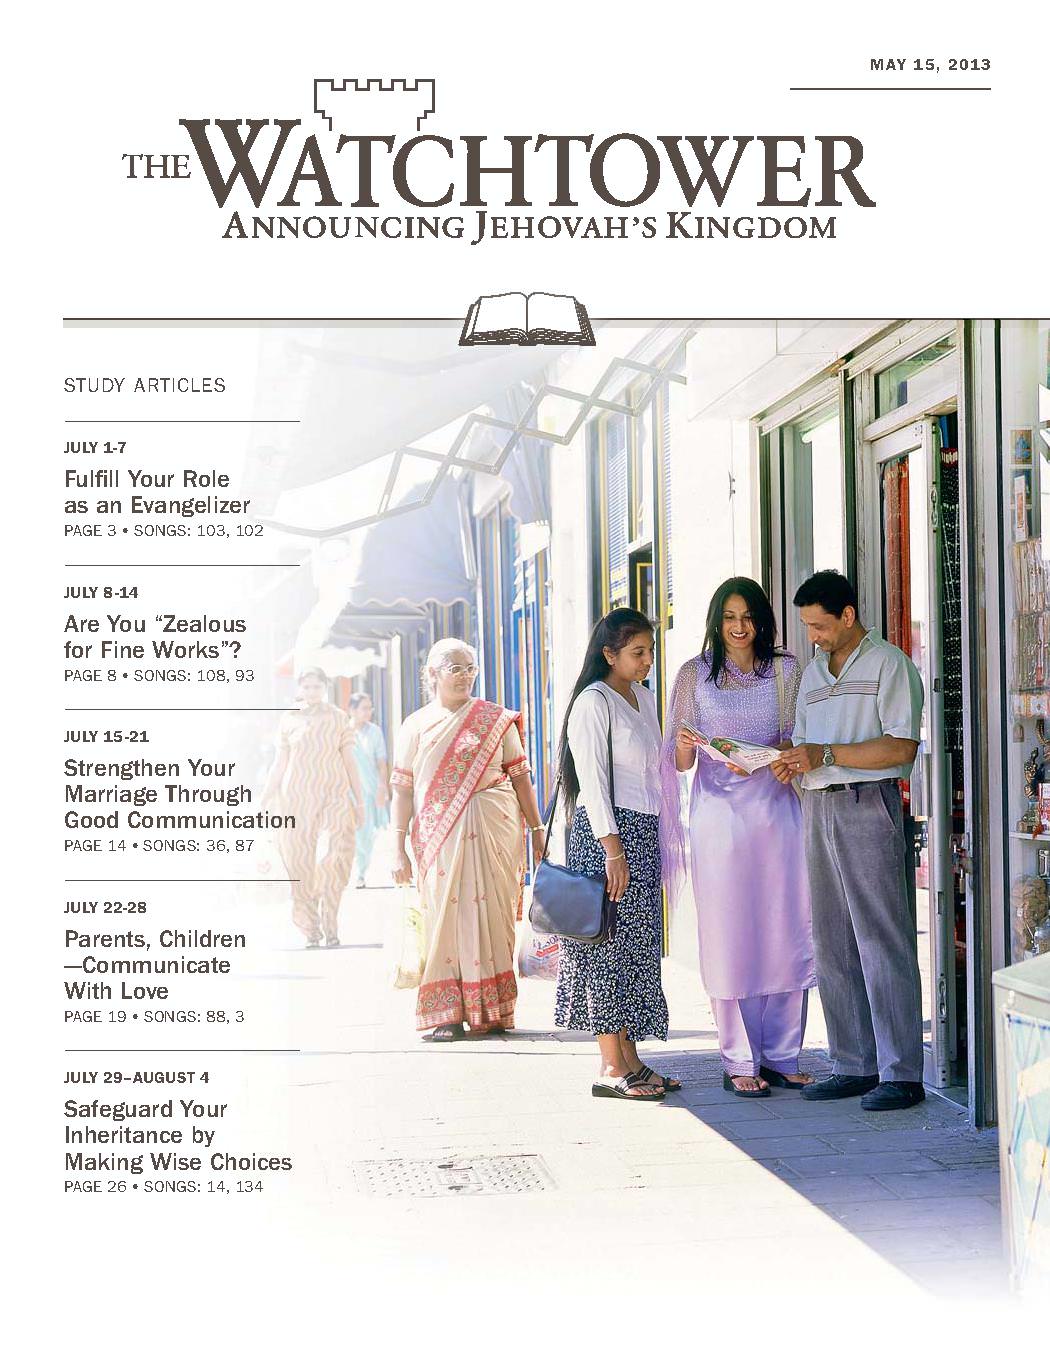 MAY 15, 2013
THE WATCHTOWER
ANNOUNCING JEHOVAH'S KINGDOM
STUDY ARTICLES
JULY 1-7
Fulfill Your Role
as an Evangelizer
PAGE 3 • SONGS: 103, 102
JULY 8-14
Are You “Zealous
for Fine Works”?
PAGE 8 • SONGS: 108, 93
JULY 15-21
Strengthen Your
Marriage Through
Good Communication
PAGE 14 • SONGS: 36, 87
JULY 22-28
Parents, Children
—Communicate
With Love
PAGE 19 • SONGS: 88, 3
JULY 29–AUGUST 4
Safeguard Your
Inheritance by
Making Wise Choices
PAGE 26 • SONGS: 14, 134